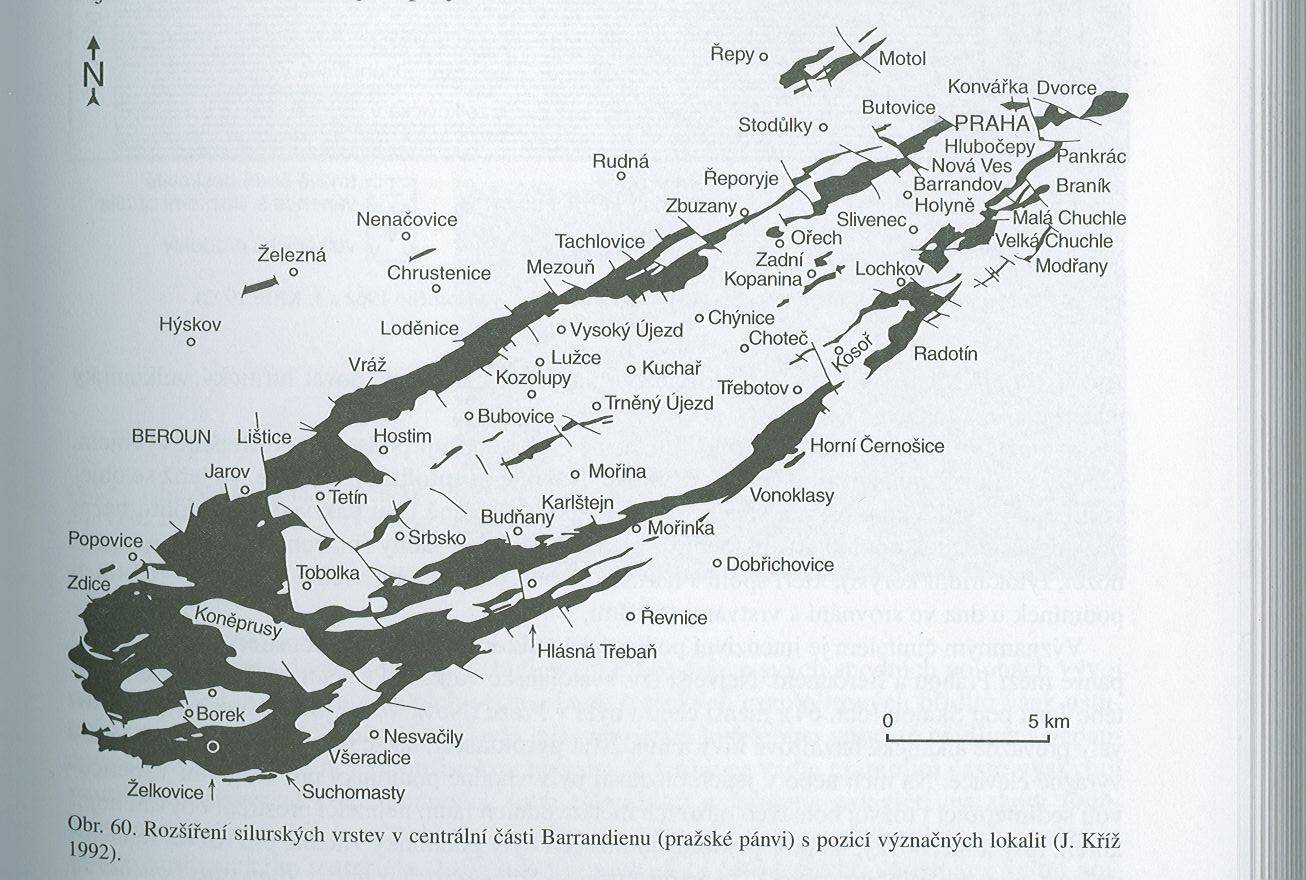 N
Řepy
Motol
Konvářka
Dvorce
Butovice
Stodůlky
PRAHA
Hlubočepy
Pankrác
Rudná
Nová Ves
Řeporyje
Barrandov
Braník
Zbuzany
Holyně
Slivenec
Malá Chuchle
Nenačovice
Ořech
Velká Chuchle
Tachlovice
Železná
Zadní
Kopanina
Lochkov
Modřany
Mezouň
Chrustenice
Hýskov
Loděnice
Vysoký Újezd
Chýnice
Choteč
Kosoř
Radotín
Vráž
Lužce
Kuchař
Kozolupy
Třebotov
Trněný Újezd
Bubovice
BEROUN
Lištice
Hostim
Horní Černošice
Jarov
Mořina
Tetín
Karlštejn
Vonoklasy
Budňany
Mořinka
Popovice
Srbsko
Dobřichovice
Zdice
Tobolka
Koněprusy
Řevnice
Hlásná Třebaň
Borek
0
5 km
Nesvačily
Všeradice
Želkovice
Suchomasty
Obr. 60. Rozšíření silurských vrstev v centrální části Barrandienu (pražské pánvi) s pozicí význačných lokalit (J. Kříž
1992).